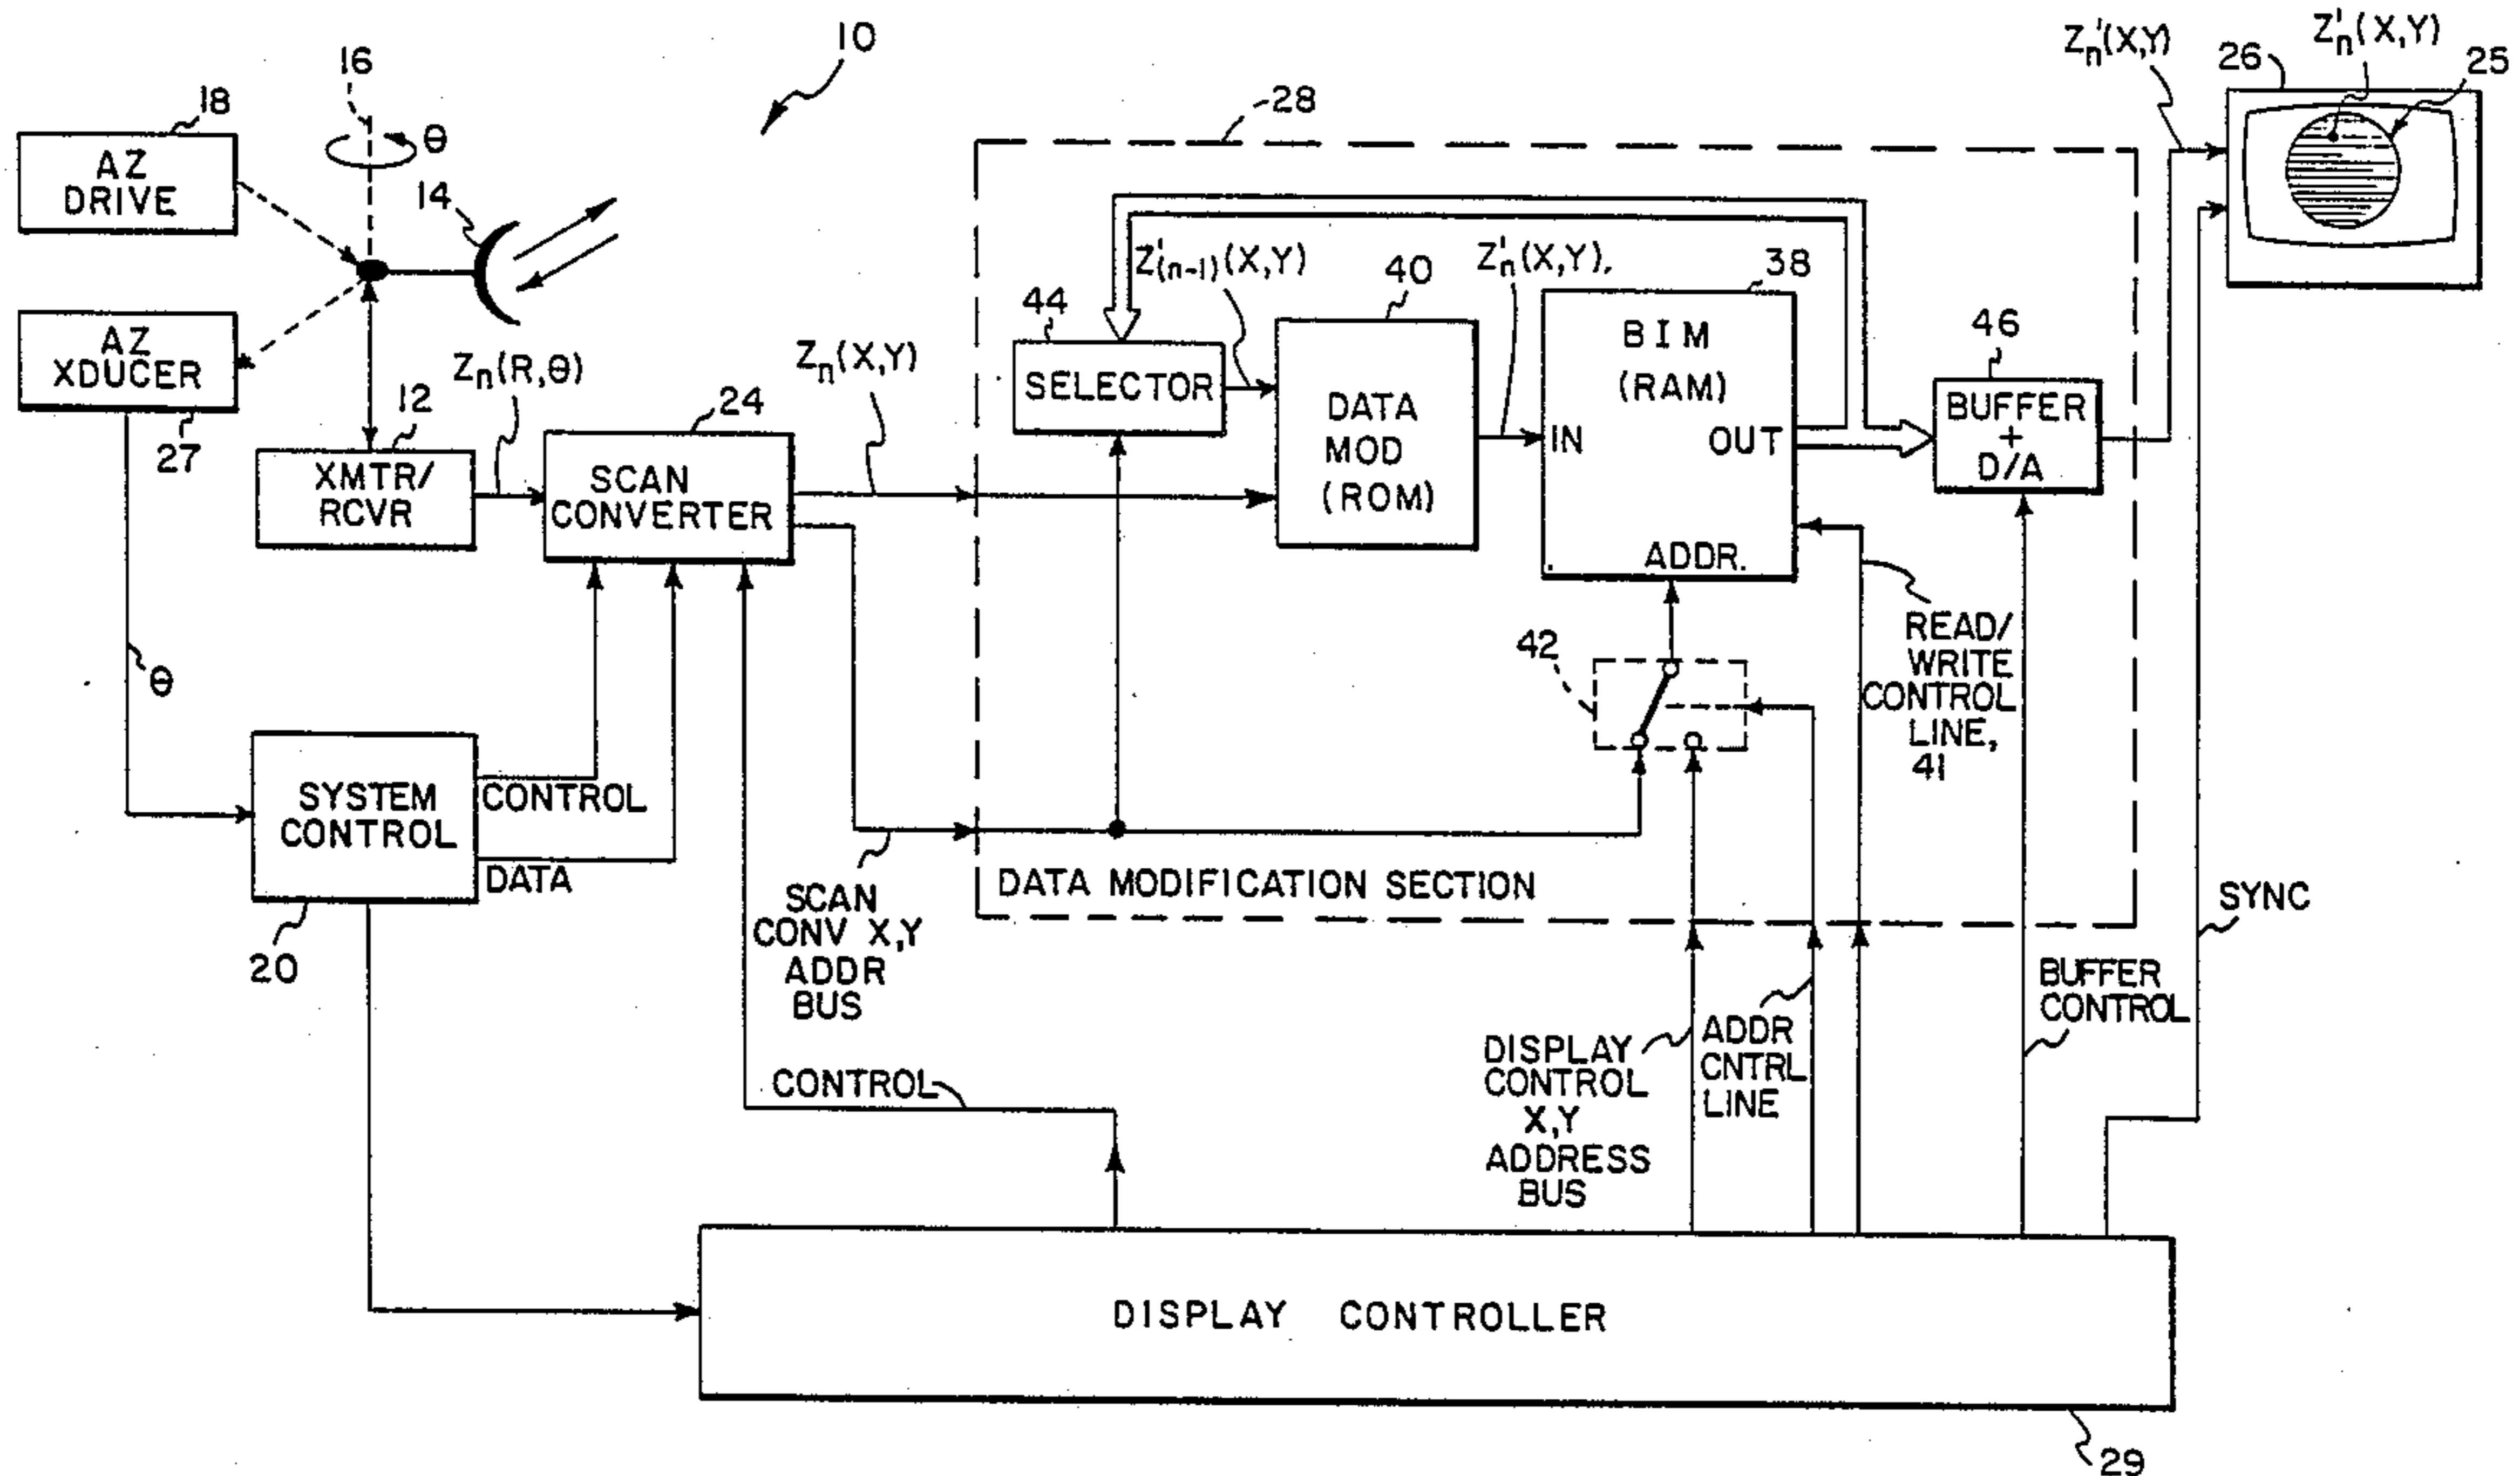 10
16
18
AZ
DRIVE
θ
14
AZ
XDUCER
27
12
Zn(R,θ)
XMTR/
RCVR
24
SCAN
CONVERTER
Zn(X,Y)
θ
SYSTEM
CONTROL
20
CONTROL
DATA
28
Z'(n-1)(X,Y)
44
SELECTOR
40
DATA
MOD
(ROM)
Z'n(X,Y).
38
BIM
(RAM)
IN
OUT
ADDR.
46
BUFFER
+
D/A
Z'n(X,Y)
26
Z'n(X,Y)
25
42
READ/
WRITE
CONTROL
LINE,
41
DATA MODIFICATION SECTION
SCAN
CONV X,Y
ADDR
BUS
CONTROL
DISPLAY
CONTROL
X,Y
ADDRESS
BUS
ADDR
CNTRL
LINE
BUFFER
CONTROL
SYNC
DISPLAY CONTROLLER
29